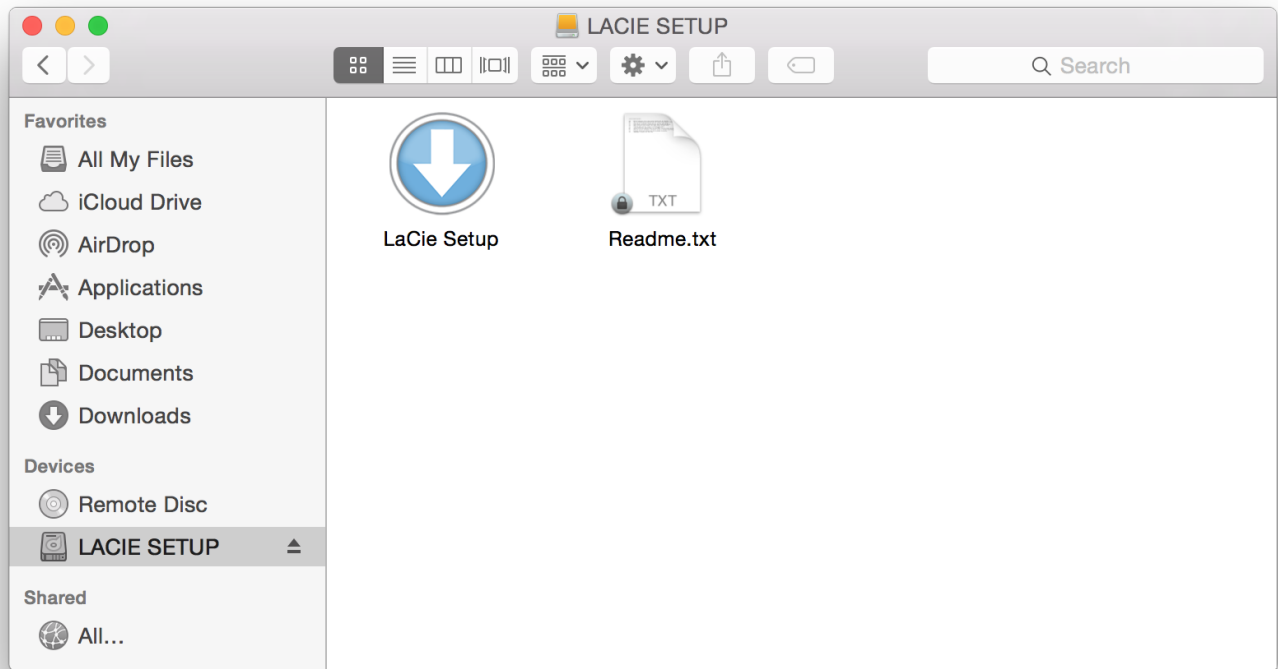 LACIE SETUP
Search
Favorites
All My Files
iCloud Drive
AirDrop
Applications
Desktop
Documents
Downloads
Devices
Remote Disc
LACIE SETUP
Shared
All...
TXT
LaCie Setup
Readme.txt